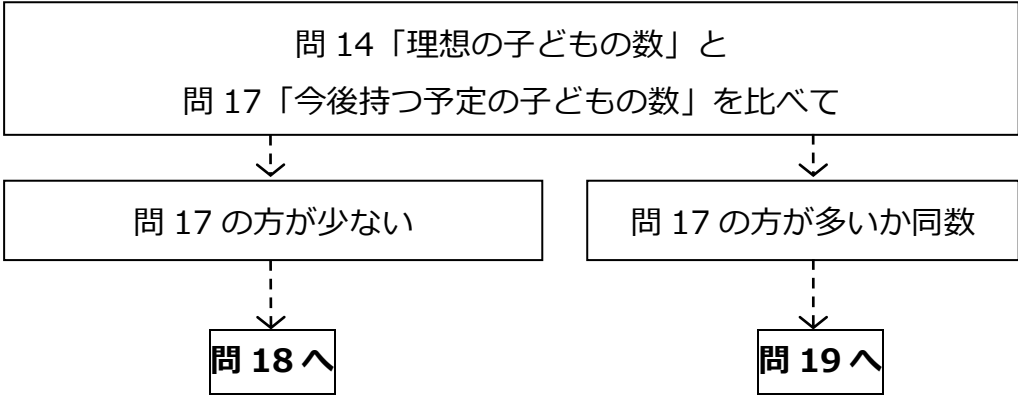 問 14「理想の子どもの数」と
問 17「今後持つ予定の子どもの数」を比べて
問 17 の方が少ない
問 17 の方が多いか同数
問 18 へ
問 19 へ